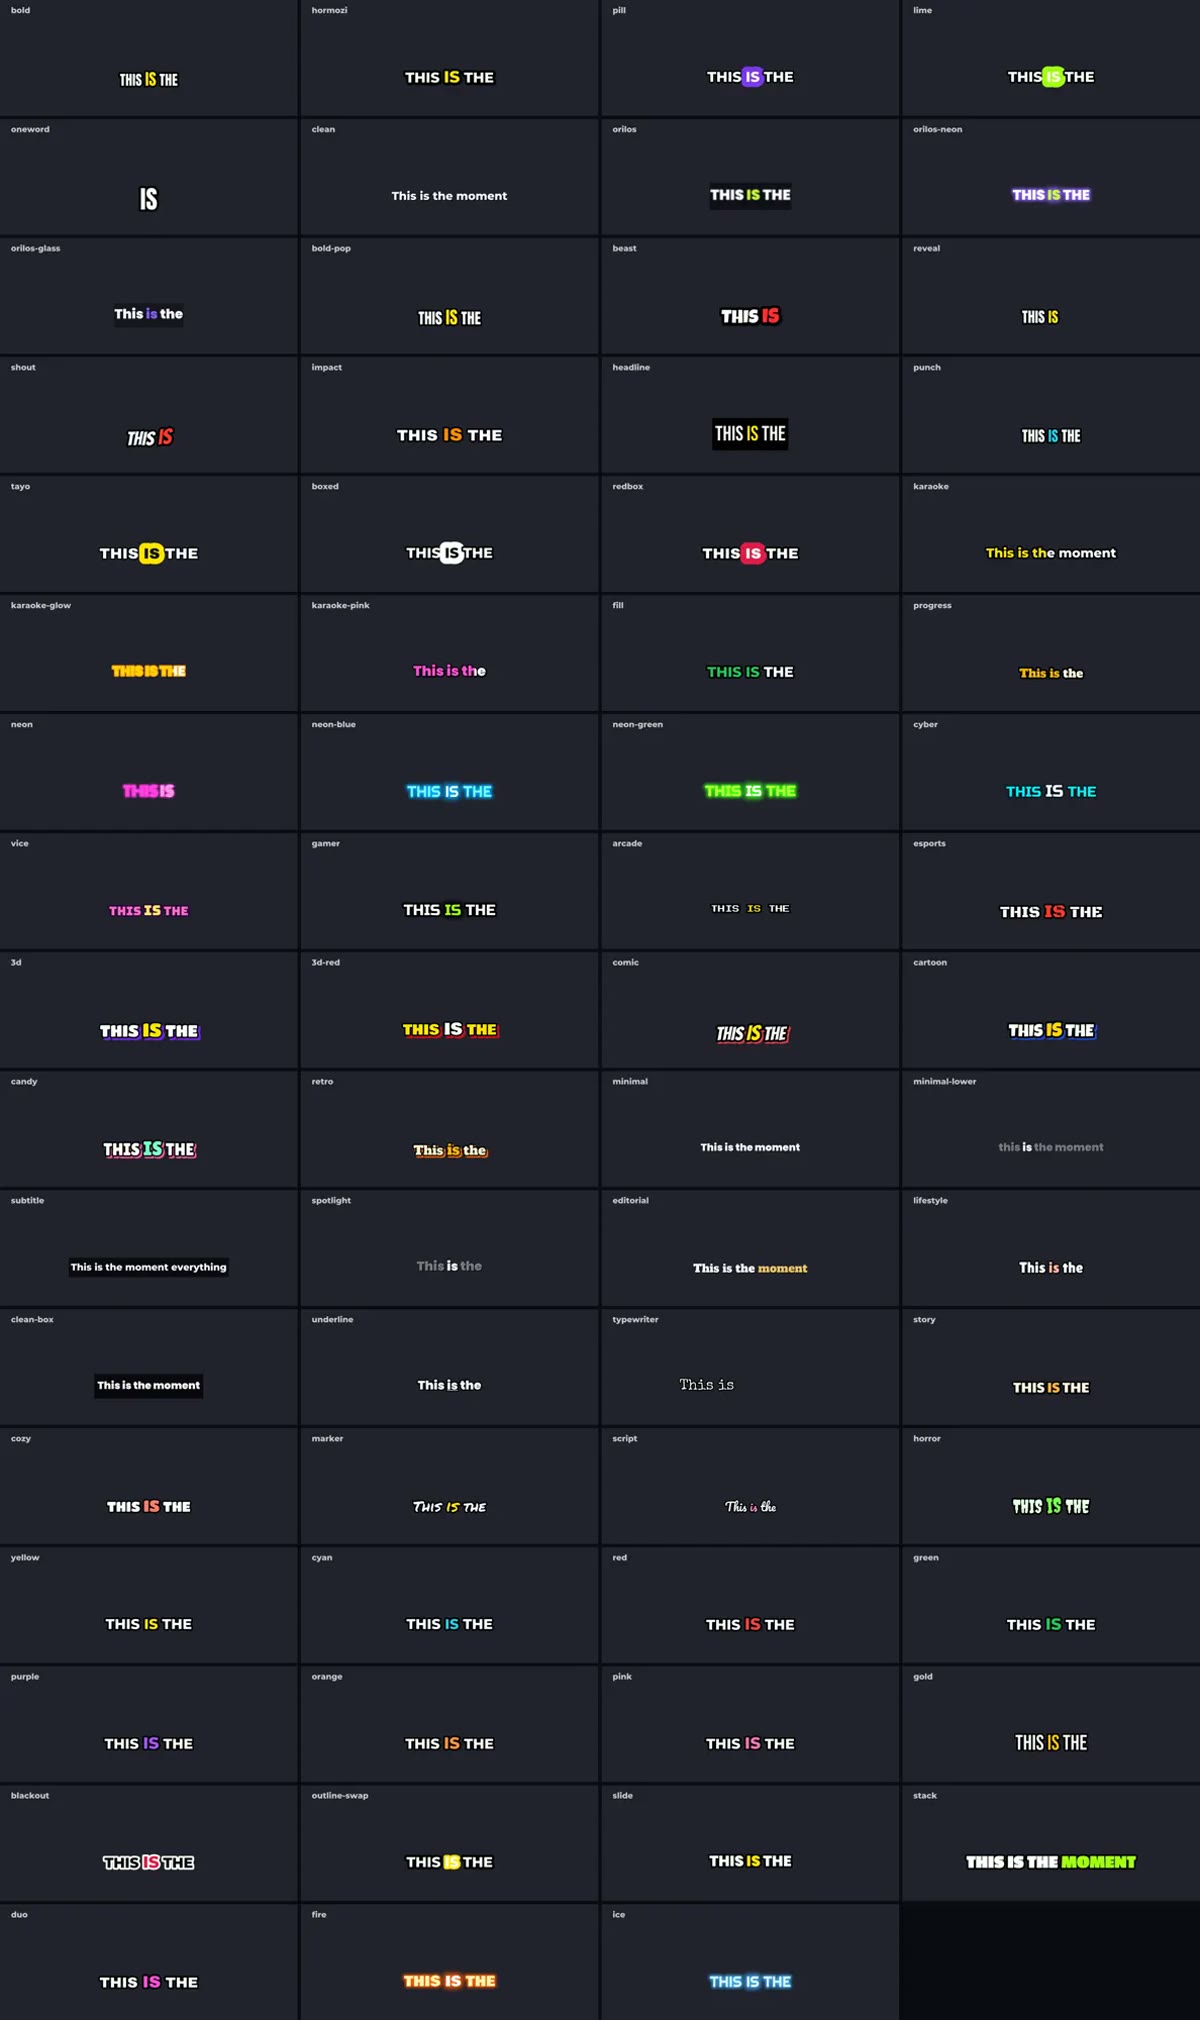 bold
hormozi
pill
lime
THIS IS THE
THIS IS THE
THIS IS THE
THIS IS THE
oneword
clean
orilos
orilos-neon
IS
This is the moment
THIS IS THE
THIS IS THE
orilos-glass
bold-pop
beast
reveal
This is the
THIS IS THE
THIS IS
THIS IS
shout
impact
headline
punch
THIS IS
THIS IS THE
THIS IS THE
THIS IS THE
tayo
boxed
redbox
karaoke
THIS IS THE
THIS IS THE
THIS IS THE
This is the moment
karaoke-glow
karaoke-pink
fill
progress
THIS IS THE
This is the
THIS IS THE
This is the
neon
neon-blue
neon-green
cyber
THIS IS
THIS IS THE
THIS IS THE
THIS IS THE
vice
gamer
arcade
esports
THIS IS THE
THIS IS THE
THIS IS THE
THIS IS THE
3d
3d-red
comic
cartoon
THIS IS THE
THIS IS THE
THIS IS THE
THIS IS THE
candy
retro
minimal
minimal-lower
THIS IS THE
This is the
This is the moment
this is the moment
subtitle
spotlight
editorial
lifestyle
This is the moment everything
This is the
This is the moment
This is the
clean-box
underline
typewriter
story
This is the moment
This is the
This is
THIS IS THE
cozy
marker
script
horror
THIS IS THE
THIS IS THE
This is the
THIS IS THE
yellow
cyan
red
green
THIS IS THE
THIS IS THE
THIS IS THE
THIS IS THE
purple
orange
pink
gold
THIS IS THE
THIS IS THE
THIS IS THE
THIS IS THE
blackout
outline-swap
slide
stack
THIS IS THE
THIS IS THE
THIS IS THE
THIS IS THE MOMENT
duo
fire
ice
THIS IS THE
THIS IS THE
THIS IS THE